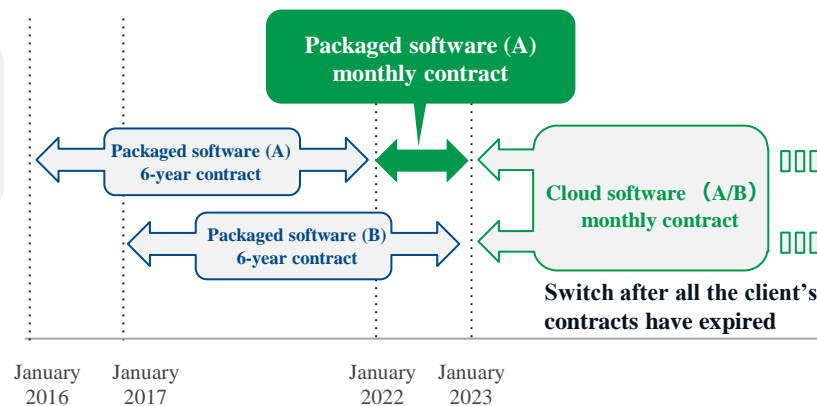 Packaged software (A)
monthly contract
Packaged software (A)
6-year contract
Packaged software (B)
6-year contract
Cloud software （A/B）
monthly contract
Switch after all the client's
contracts have expired
January
2016
January
2017
January
2022
January
2023